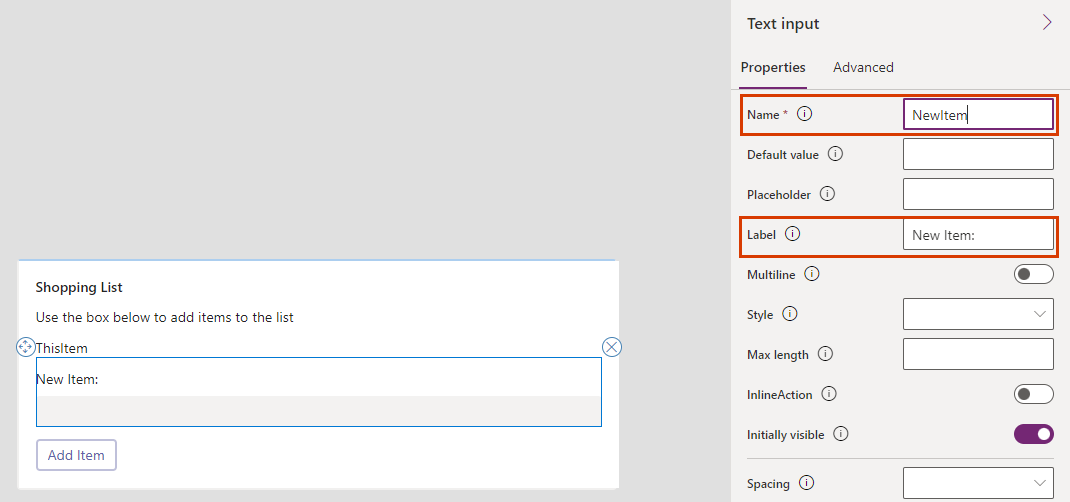 Text input
Properties Advanced
Name * NewItem
Default value
Placeholder
Label New Item:
Multiline
Style
Max length
InlineAction
Initially visible
Spacing
Shopping List
Use the box below to add items to the list
ThisItem
New Item:
Add Item